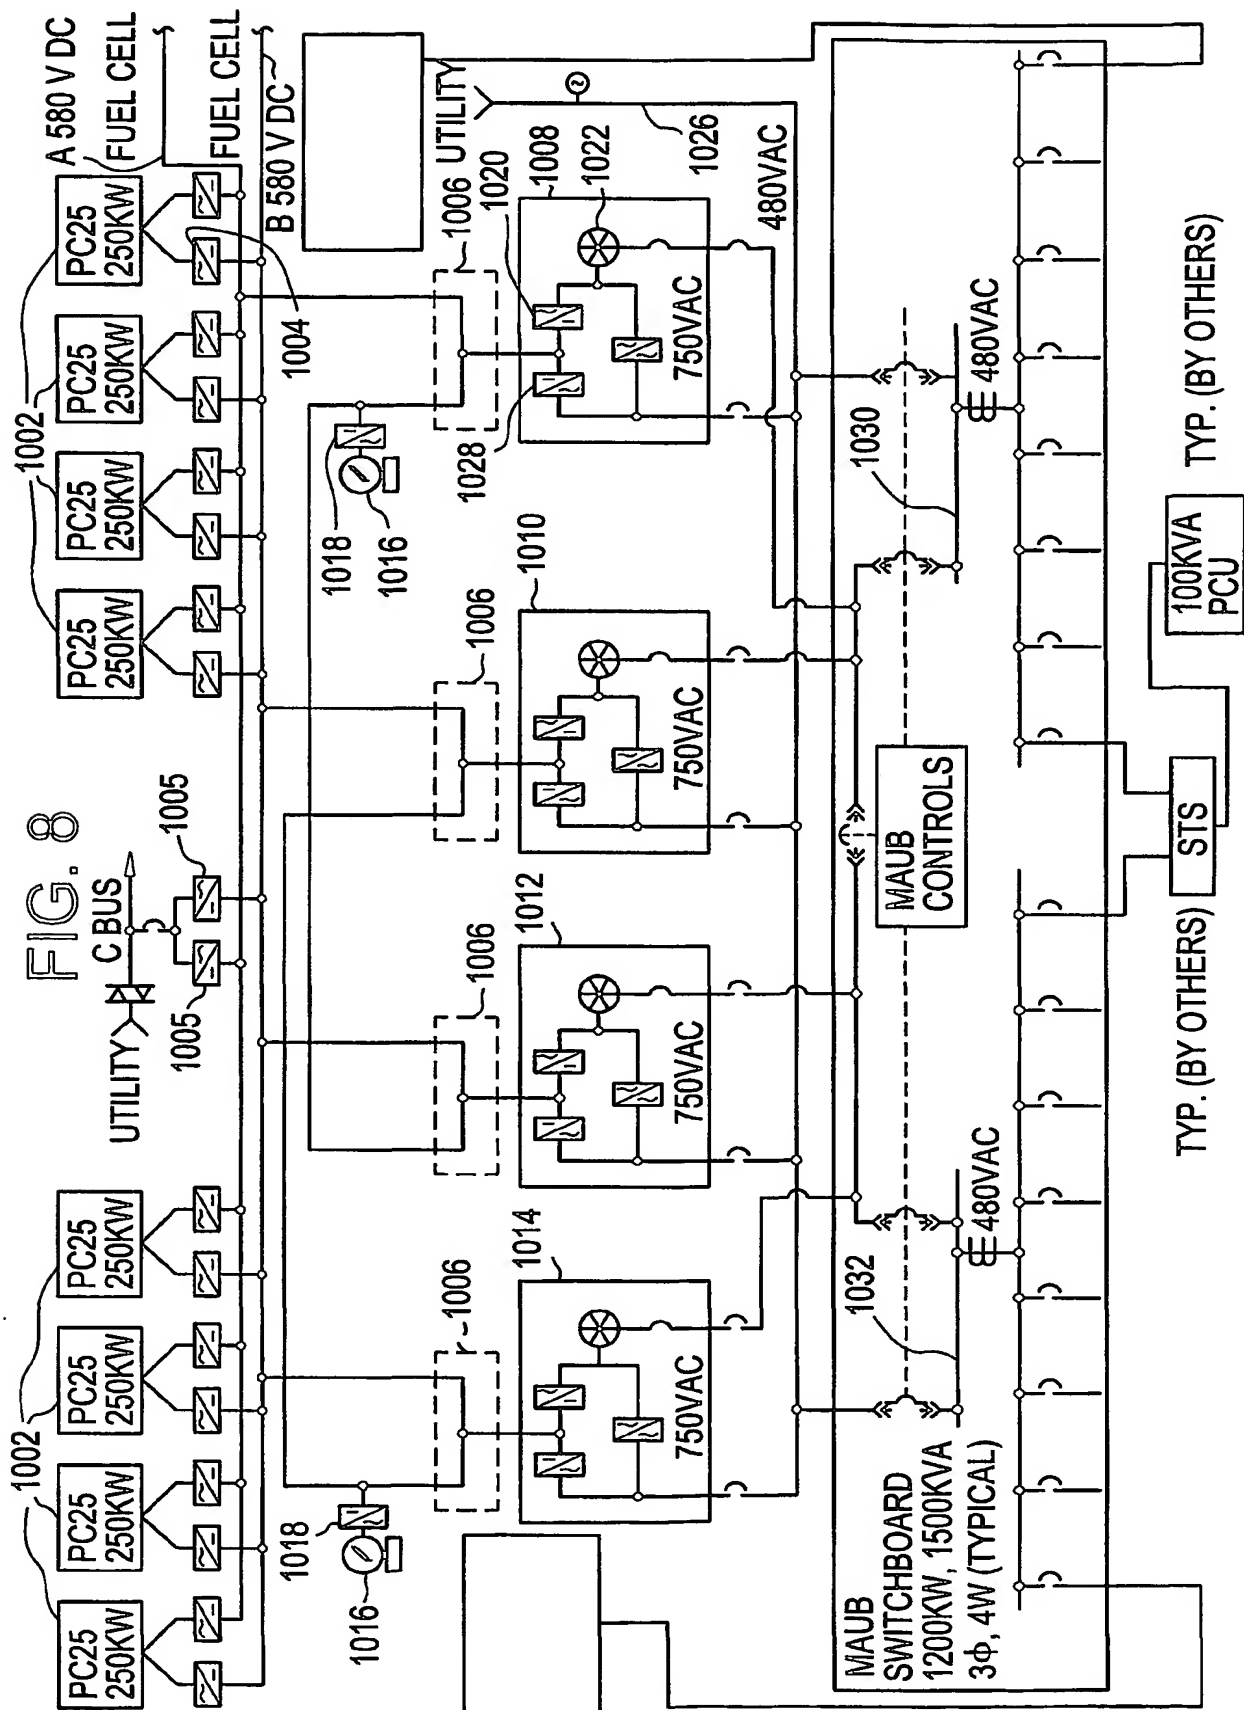 FIG. 8
PC25
250KW
PC25
250KW
PC25
250KW
PC25
250KW
PC25
250KW
PC25
250KW
PC25
250KW
PC25
250KW
1002
1002
1004
A 580 V DC
FUEL CELL
FUEL CELL
B 580 V DC
UTILITY
C BUS
1005
1005
1018
1016
1018
1016
1006
1006
1006
1006
UTILITY
1026
480VAC
1014
750VAC
1012
750VAC
1010
750VAC
1028
1020
1008
1022
750VAC
MAUB
SWITCHBOARD
1200KW, 1500KVA
3Φ, 4W (TYPICAL)
1032
480VAC
MAUB
CONTROLS
1030
480VAC
TYP. (BY OTHERS)
STS
100KVA
PCU
TYP. (BY OTHERS)